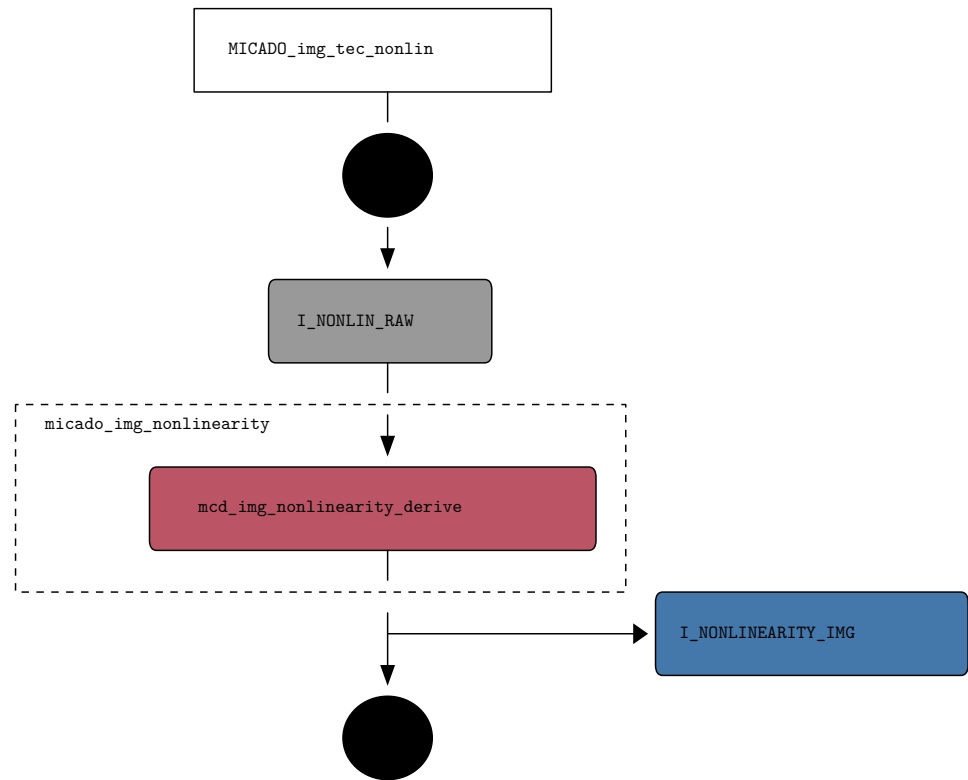 MICADO_img_tec_nonlin
I_NONLIN_RAW
micado_img_nonlinearity
mcd_img_nonlinearity_derive
I_NONLINEARITY_IMG